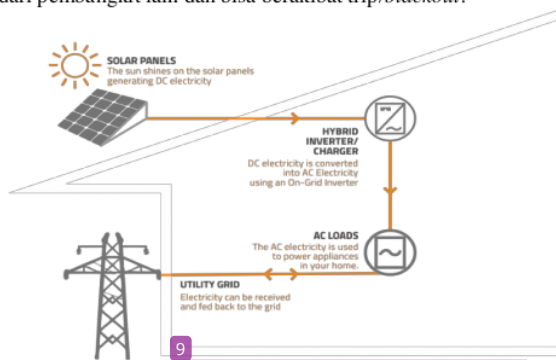 dari pembangkit lain dan bisa berakibat trip/blackout.
SOLAR PANELS
The sun shines on the solar panels
generating DC electricity
HYBRID
INVERTER/
CHARGER
DC electricity is converted
into AC Electricity
using an On-Grid Inverter
AC LOADS
The AC electricity is used
to power appliances
in your home.
UTILITY GRID
Electricity can be received
and fed back to the grid
9